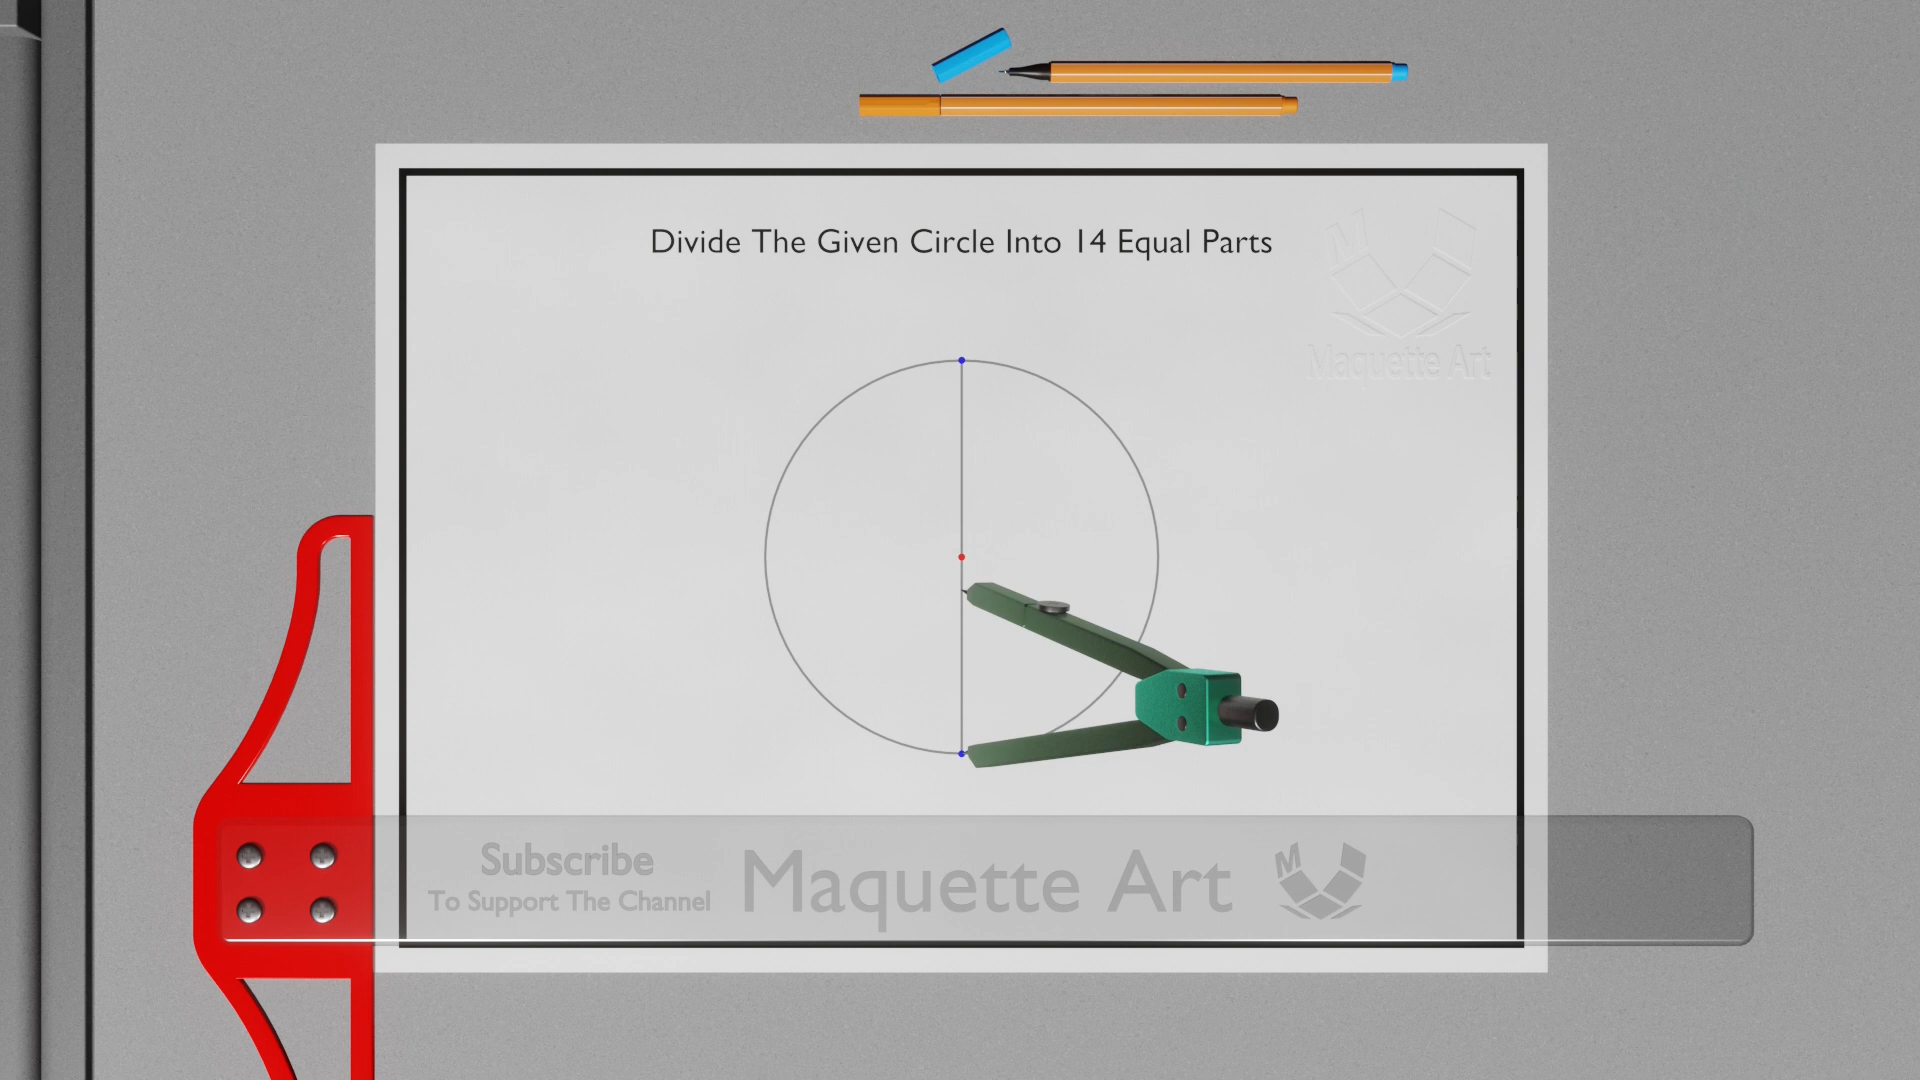 Divide The Given Circle Into 14 Equal Parts
M
Maquette Art
Subscribe
To Support The Channel
Maquette Art
M